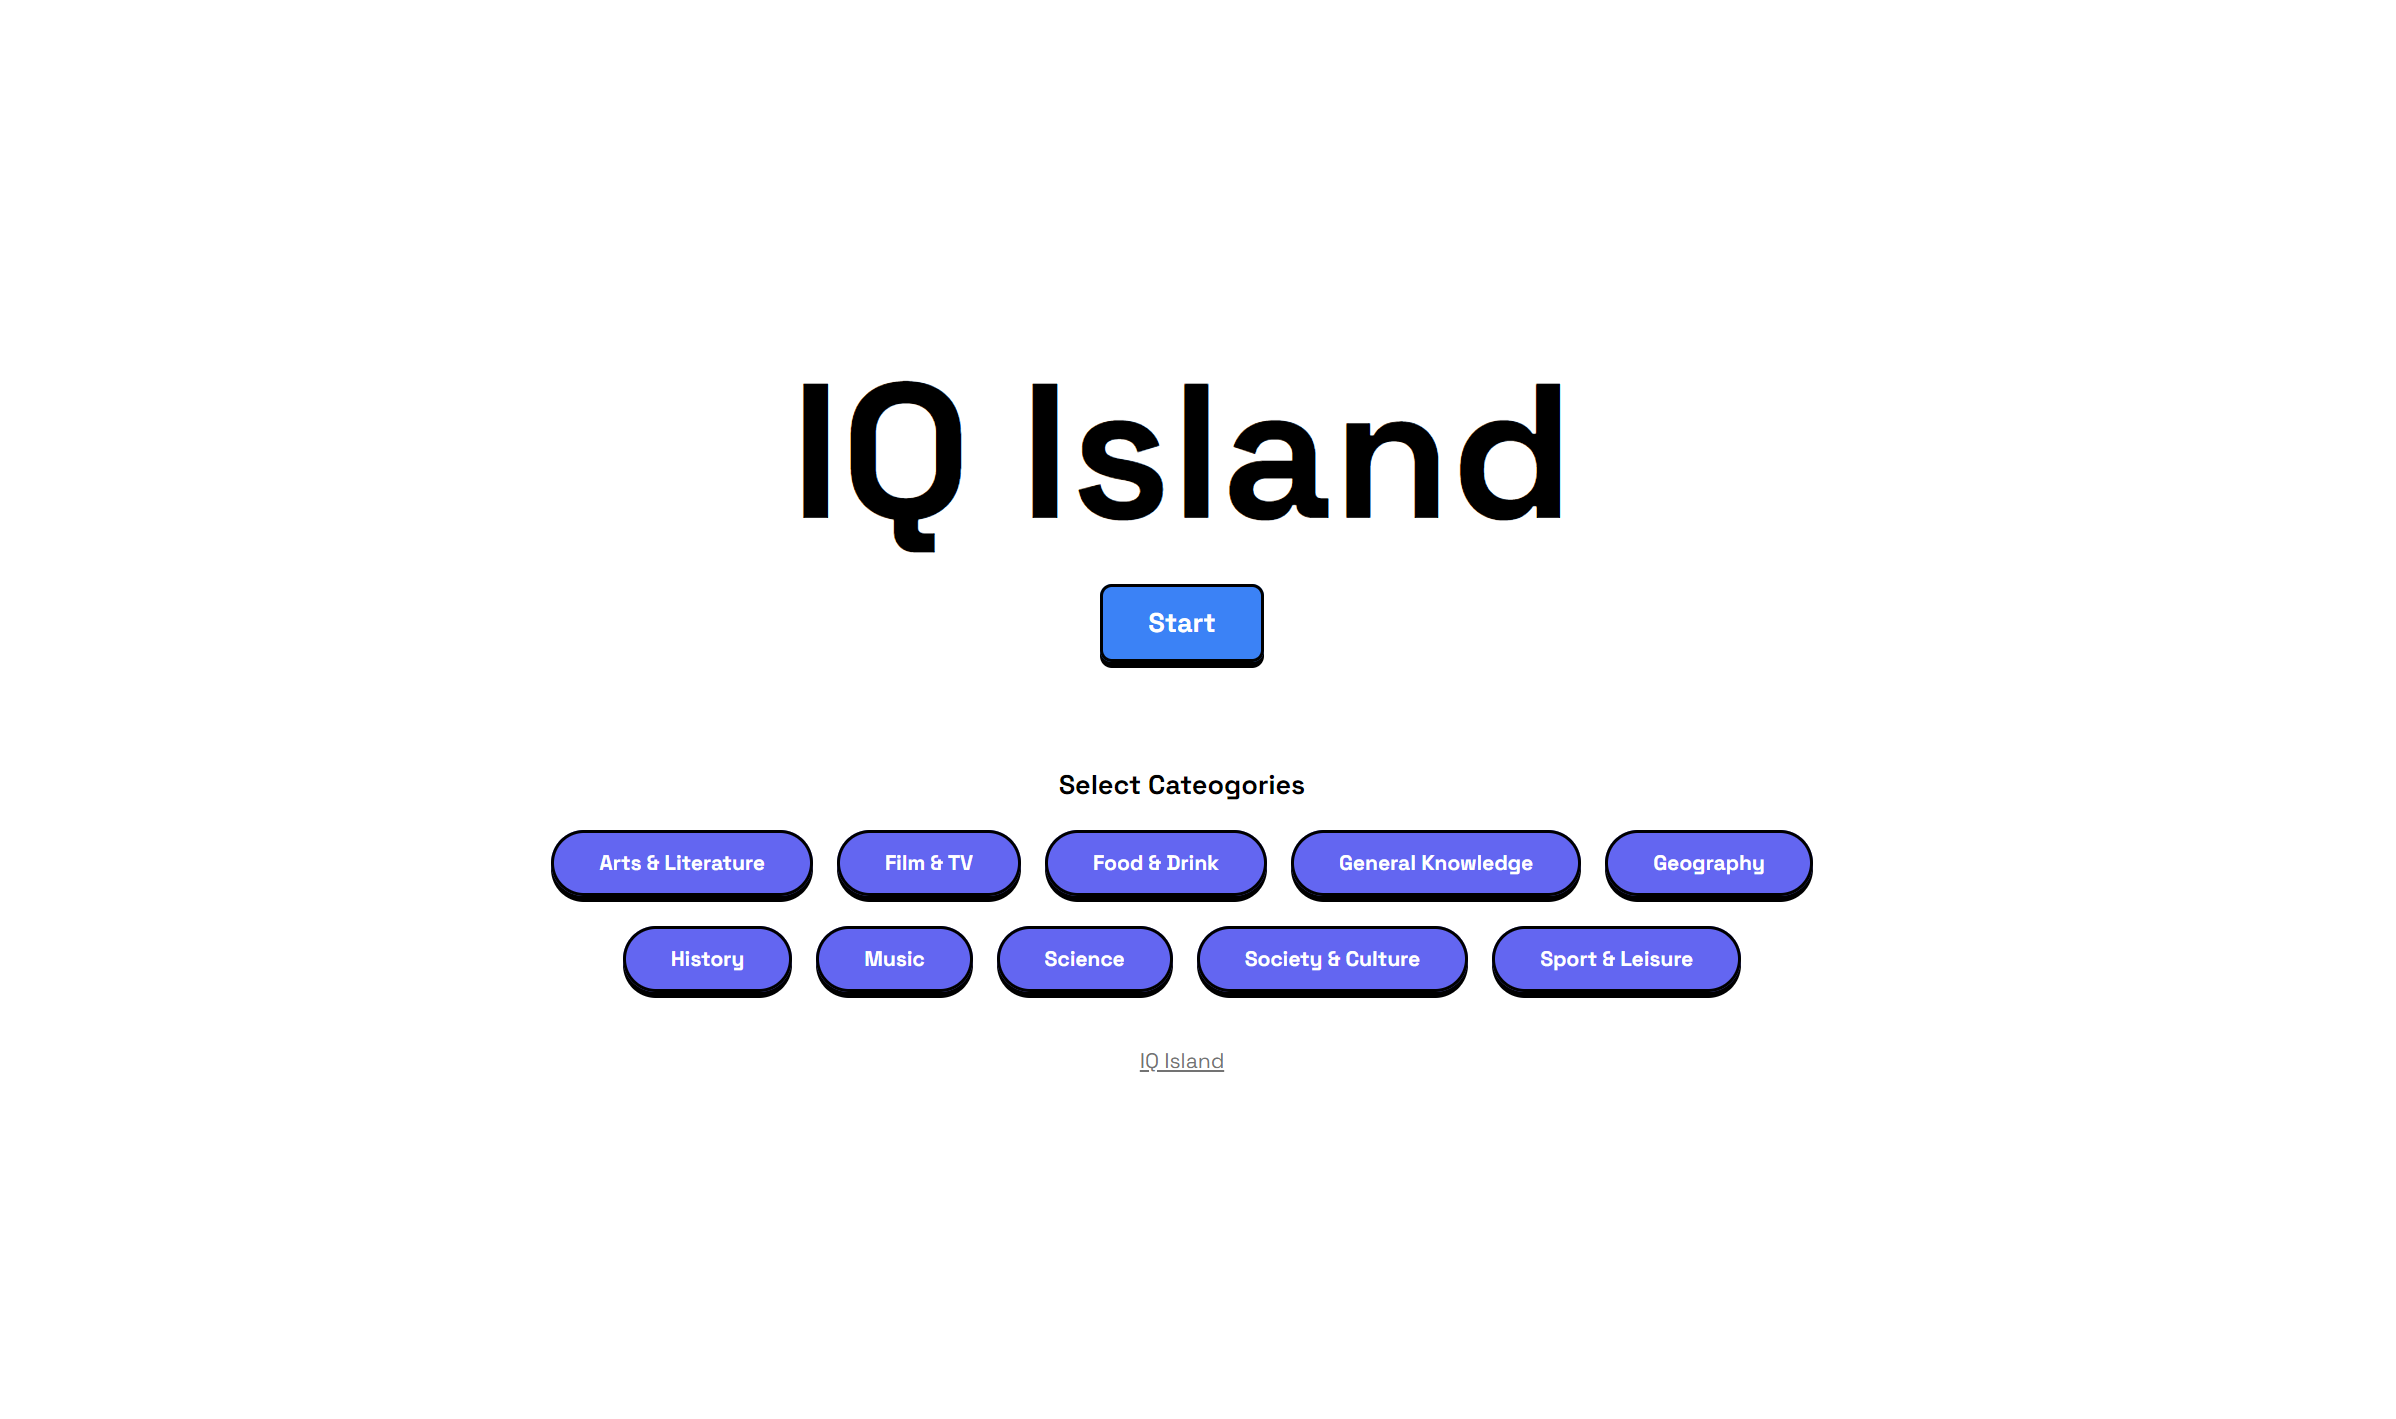 IQ Island
Start
Select Cateogories
Arts & Literature Film & TV Food & Drink General Knowledge Geography
History Music Science Society & Culture Sport & Leisure
IQ Island